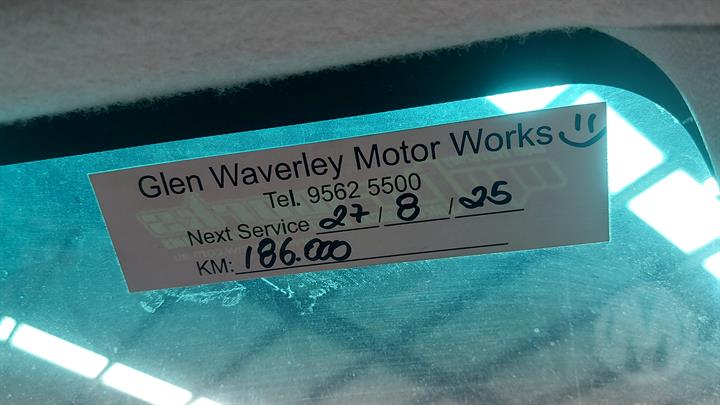 Glen Waverley Motor Works
Tel. 9562 5500
Next Service 27/8/25
KM: 186.000